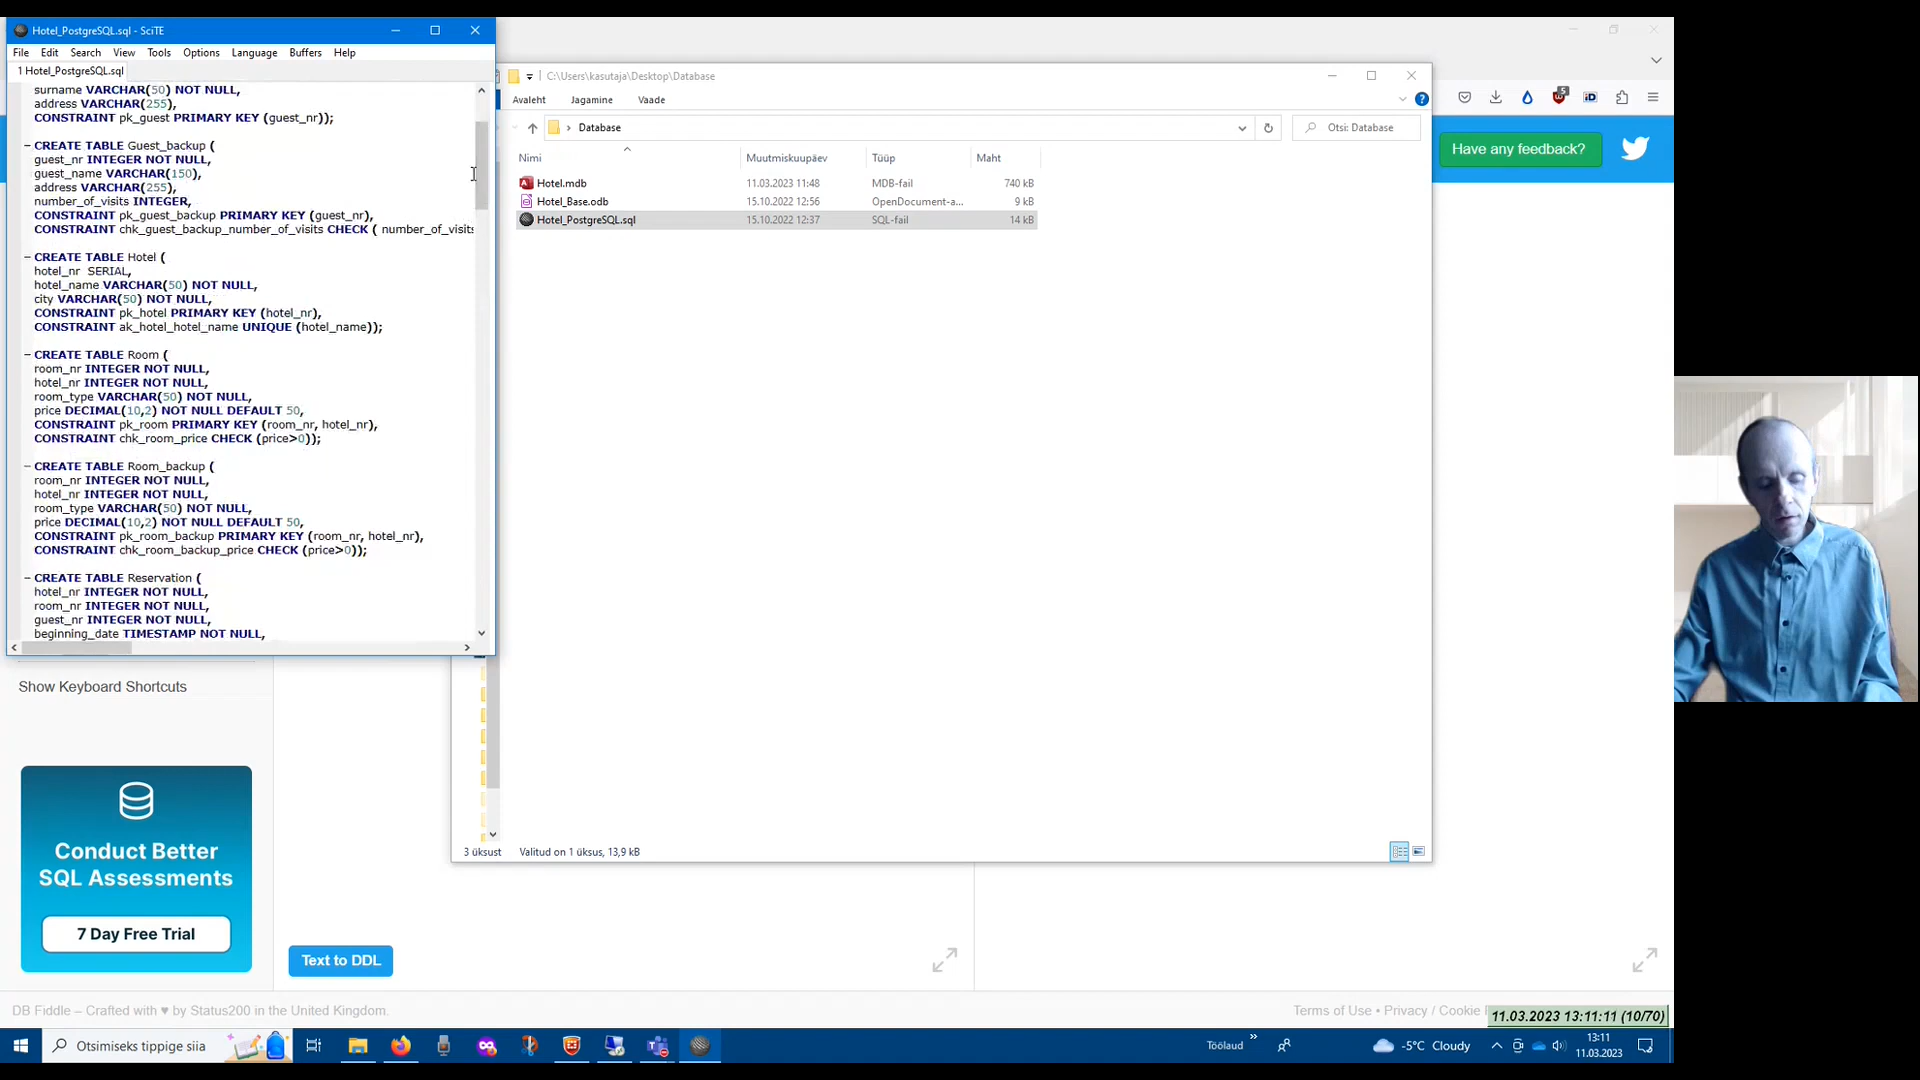 Hotel_PostgreSQL.sql - SciTE
File Edit Search View Tools Options Language Buffers Help
1 Hotel_PostgreSQL.sql
surname VARCHAR(50) NOT NULL,
address VARCHAR(255),
CONSTRAINT pk_guest PRIMARY KEY (guest_nr));
CREATE TABLE Guest_backup (
guest_nr INTEGER NOT NULL,
guest_name VARCHAR(150),
address VARCHAR(255),
number_of_visits INTEGER,
CONSTRAINT pk_guest_backup PRIMARY KEY (guest_nr),
CONSTRAINT chk_guest_backup_number_of_visits CHECK ( number_of_visits
CREATE TABLE Hotel (
hotel_nr SERIAL,
hotel_name VARCHAR(50) NOT NULL,
city VARCHAR(50) NOT NULL,
CONSTRAINT pk_hotel PRIMARY KEY (hotel_nr),
CONSTRAINT ak_hotel_hotel_name UNIQUE (hotel_name));
CREATE TABLE Room (
room_nr INTEGER NOT NULL,
hotel_nr INTEGER NOT NULL,
room_type VARCHAR(50) NOT NULL,
price DECIMAL(10,2) NOT NULL DEFAULT 50,
CONSTRAINT pk_room PRIMARY KEY (room_nr, hotel_nr),
CONSTRAINT chk_room_price CHECK (price>0));
CREATE TABLE Room_backup (
room_nr INTEGER NOT NULL,
hotel_nr INTEGER NOT NULL,
room_type VARCHAR(50) NOT NULL,
price DECIMAL(10,2) NOT NULL DEFAULT 50,
CONSTRAINT pk_room_backup PRIMARY KEY (room_nr, hotel_nr),
CONSTRAINT chk_room_backup_price CHECK (price>0));
CREATE TABLE Reservation (
hotel_nr INTEGER NOT NULL,
room_nr INTEGER NOT NULL,
guest_nr INTEGER NOT NULL,
beginning_date TIMESTAMP NOT NULL,
C:\Users\kasutaja\Desktop\Database
Avaleht Jagamine Vaade
Database
Otsi: Database
Nimi Muutmiskuupäev Tüüp Maht
Hotel.mdb 11.03.2023 11:48 MDB-fail 740 kB
Hotel_Base.odb 15.10.2022 12:56 OpenDocument-a... 9 kB
Hotel_PostgreSQL.sql 15.10.2022 12:37 SQL-fail 14 kB
3 üksust Valitud on 1 üksus, 13,9 kB
5
iD
Have any feedback?
Show Keyboard Shortcuts
Conduct Better
SQL Assessments
7 Day Free Trial
Text to DDL
DB Fiddle – Crafted with ♥ by Status200 in the United Kingdom.
Terms of Use • Privacy / Cookie
11.03.2023 13:11:11 (10/70)
Otsimiseks tippige siia
Töölaud
-5°C Cloudy
13:11
11.03.2023